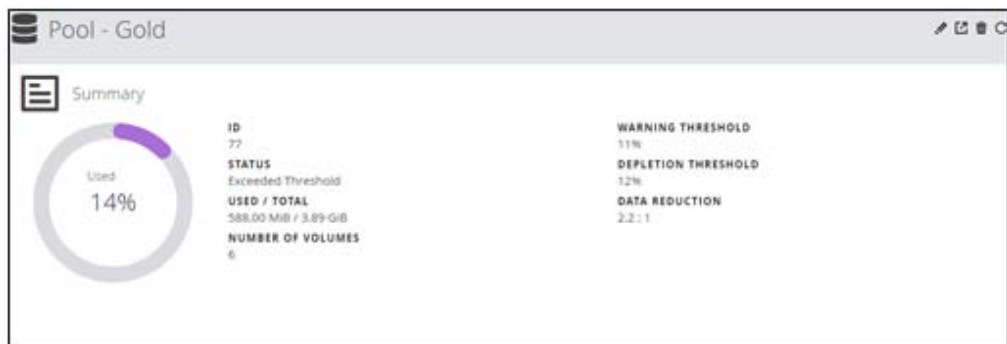 Pool - Gold
Summary
Used
14%
ID
77
STATUS
Exceeded Threshold
USED / TOTAL
588.00 MiB / 3.89 GiB
NUMBER OF VOLUMES
6
WARNING THRESHOLD
11%
DEPLETION THRESHOLD
12%
DATA REDUCTION
2.2 : 1